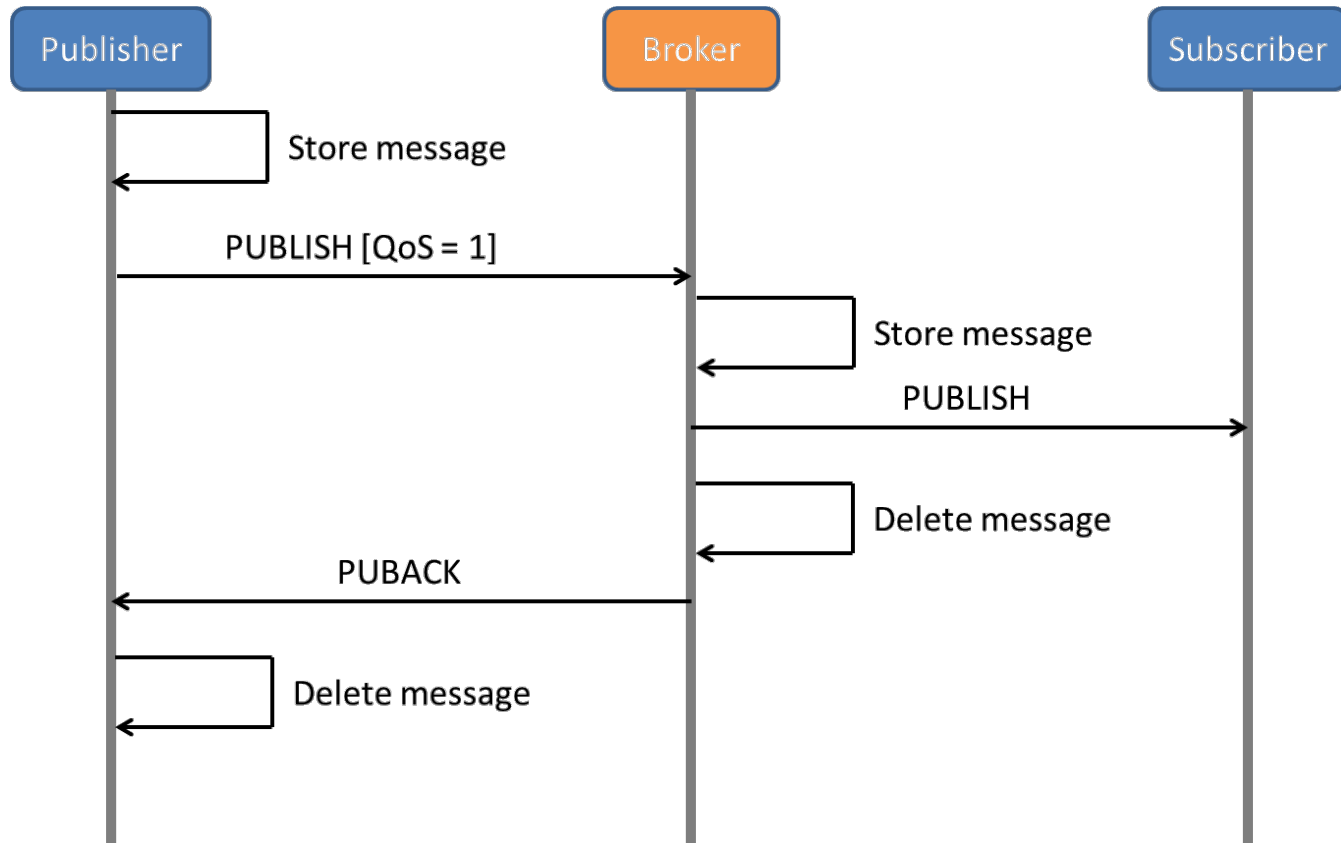 Publisher
Broker
Subscriber
Store message
PUBLISH [QoS = 1]
Store message
PUBLISH
Delete message
PUBACK
Delete message